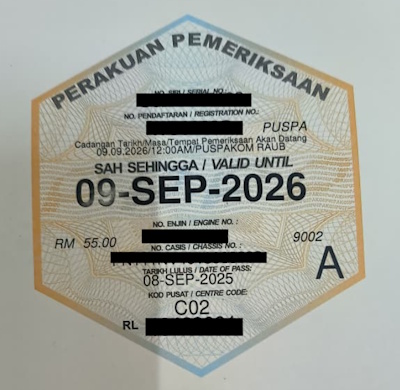 PERAKUAN PEMERIKSAAN
NO. SIRI / SERIAL NO.:
NO. PENDAFTARAN / REGISTRATION NO.:
PUSPA
Cadangan Tarikh/Masa/Tempat Pemeriksaan Akan Datang
09.09.2026/12:00AM/PUSPAKOM RAUB
SAH SEHINGGA / VALID UNTIL
09-SEP-2026
NO. ENJIN / ENGINE NO. :
RM 55.00
9002
NO. CASIS / CHASSIS NO. :
A
TARIKH LULUS / DATE OF PASS:
08-SEP-2025
KOD PUSAT / CENTRE CODE:
C02
RL